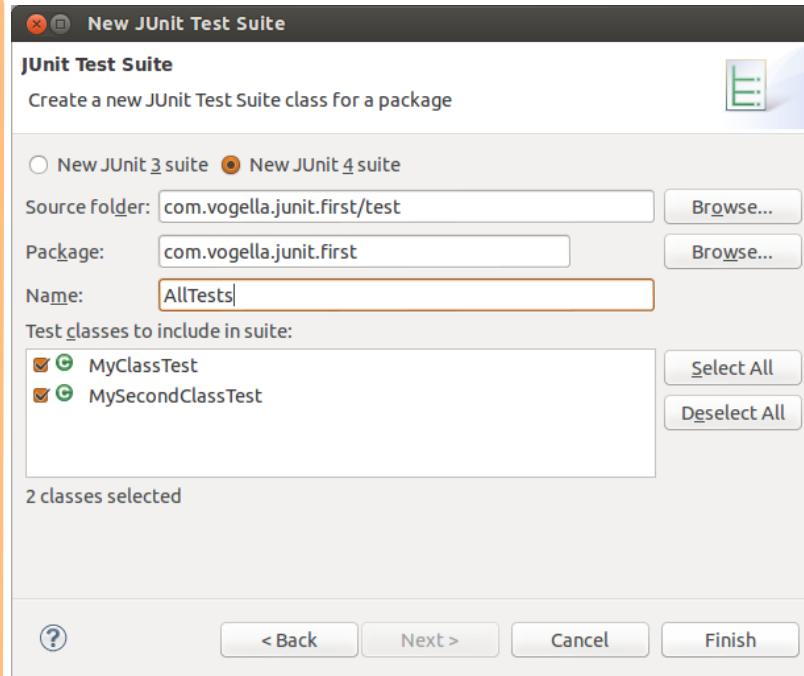 New JUnit Test Suite
JUnit Test Suite
Create a new JUnit Test Suite class for a package
New JUnit 3 suite New JUnit 4 suite
Source folder: com.vogella.junit.first/test Browse...
Package: com.vogella.junit.first Browse...
Name: AllTests
Test classes to include in suite:
MyClassTest Select All
MySecondClassTest
Deselect All
2 classes selected
? < Back Next > Cancel Finish